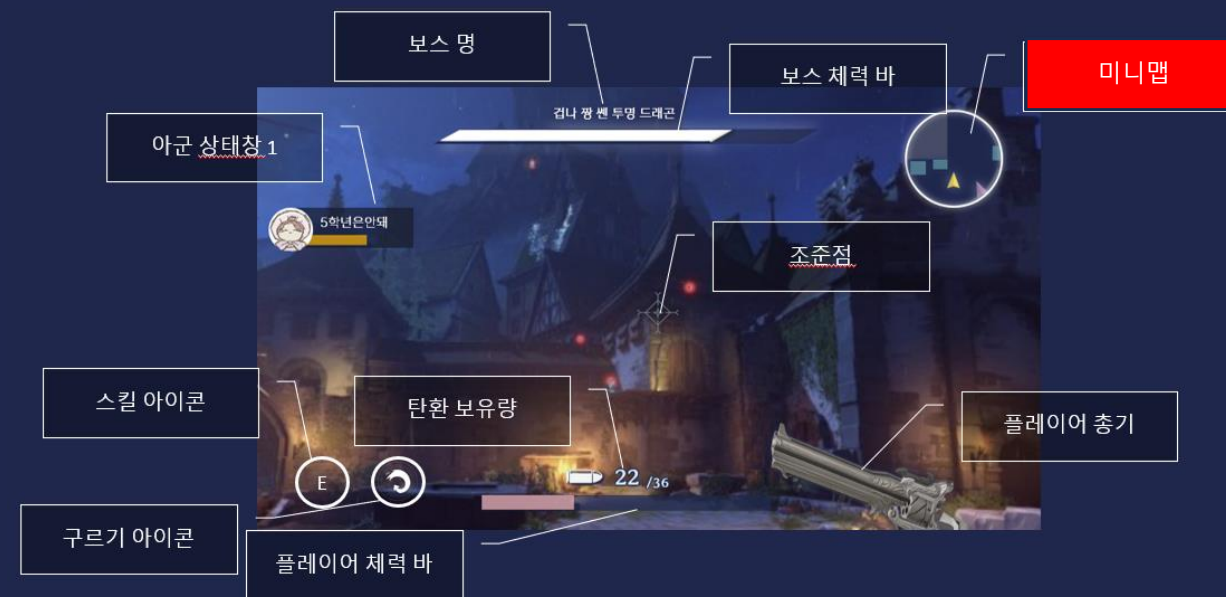 보스 명
보스 체력 바
미니맵
겁나 짱 쎈 투명 드래곤
아군 상태창 1
5학년은안돼
조준점
스킬 아이콘
탄환 보유량
플레이어 총기
E
22 /36
구르기 아이콘
플레이어 체력 바